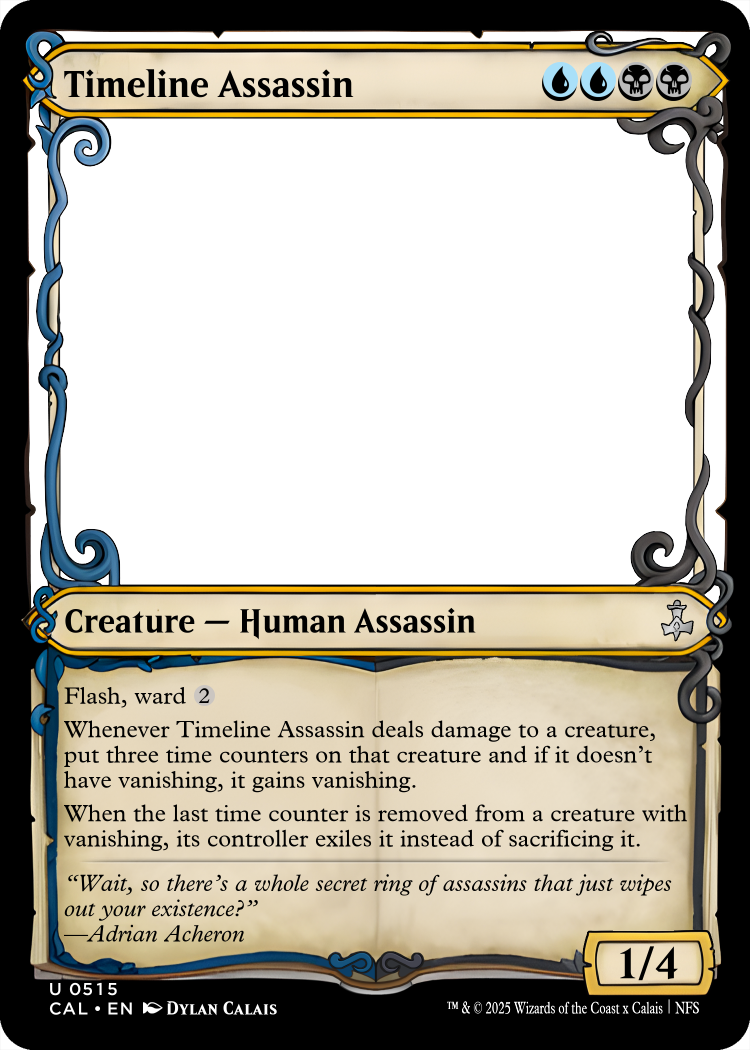 Timeline Assassin
Creature — Human Assassin
Flash, ward 2
Whenever Timeline Assassin deals damage to a creature,
put three time counters on that creature and if it doesn’t
have vanishing, it gains vanishing.
When the last time counter is removed from a creature with
vanishing, its controller exiles it instead of sacrificing it.
“Wait, so there’s a whole secret ring of assassins that just wipes
out your existence?”
—Adrian Acheron
1/4
U 0515
CAL • EN Dylan Calais
™ & © 2025 Wizards of the Coast x Calais | NFS